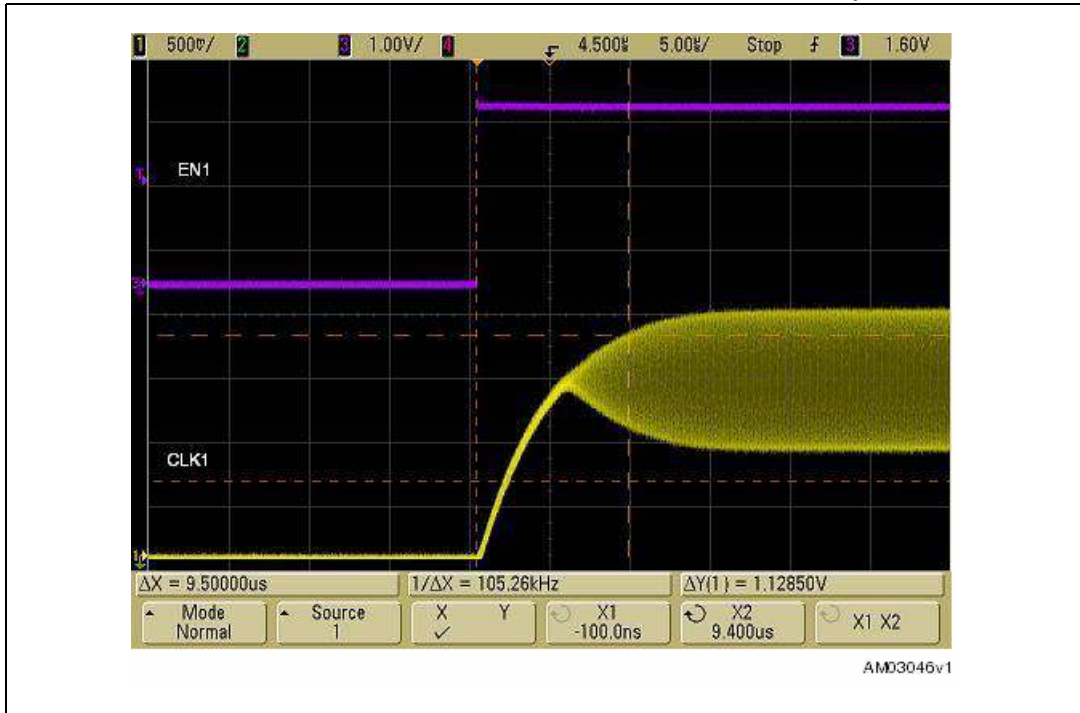 1 500㎷/ 2 3 1.00V/ 4 4.500㎲ 5.00㎲/ Stop 3 1.60V
EN1
CLK1
ΔX = 9.50000us 1/ΔX = 105.26kHz ΔY(1) = 1.12850V
Mode Normal
Source 1
X Y
✓
X1 -100.0ns
X2 9.400us
X1 X2
AM03046v1